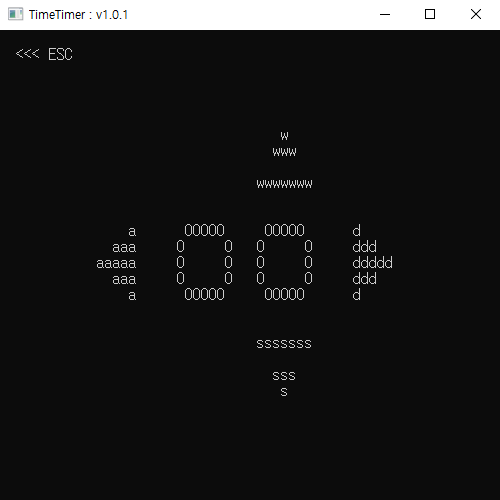 TimeTimer : v1.0.1
<<< ESC
w
www
wwwwwww
a 00000 00000 d
aaa 0 0 0 0 ddd
aaaaa 0 0 0 0 ddddd
aaa 0 0 0 0 ddd
a 00000 00000 d
sssssss
sss
s